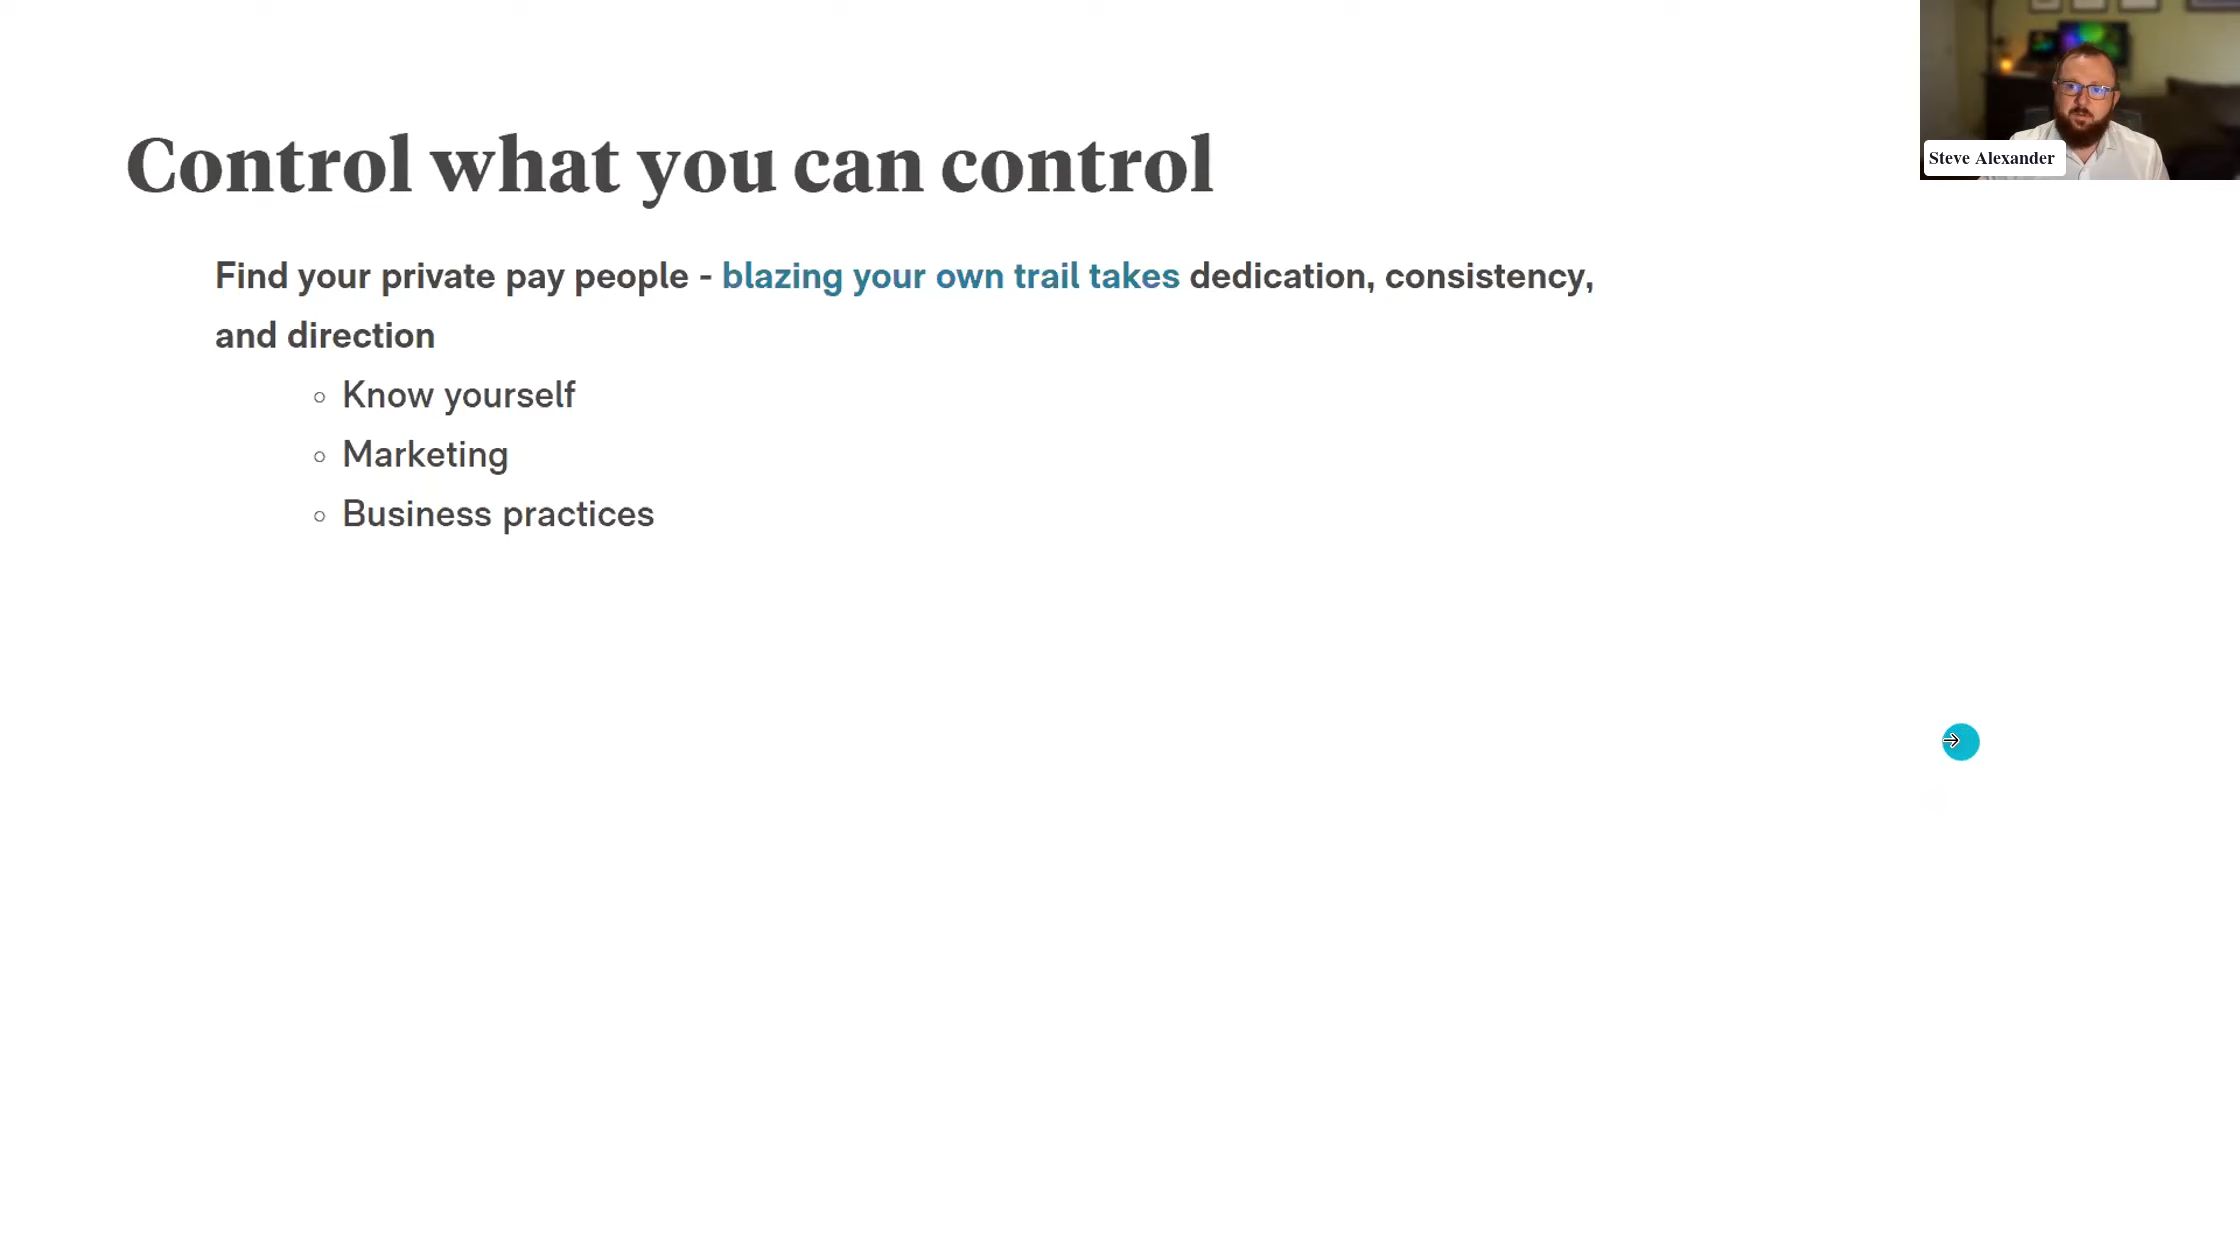 Control what you can control
Find your private pay people - blazing your own trail takes dedication, consistency,
and direction
Know yourself
Marketing
Business practices
Steve Alexander